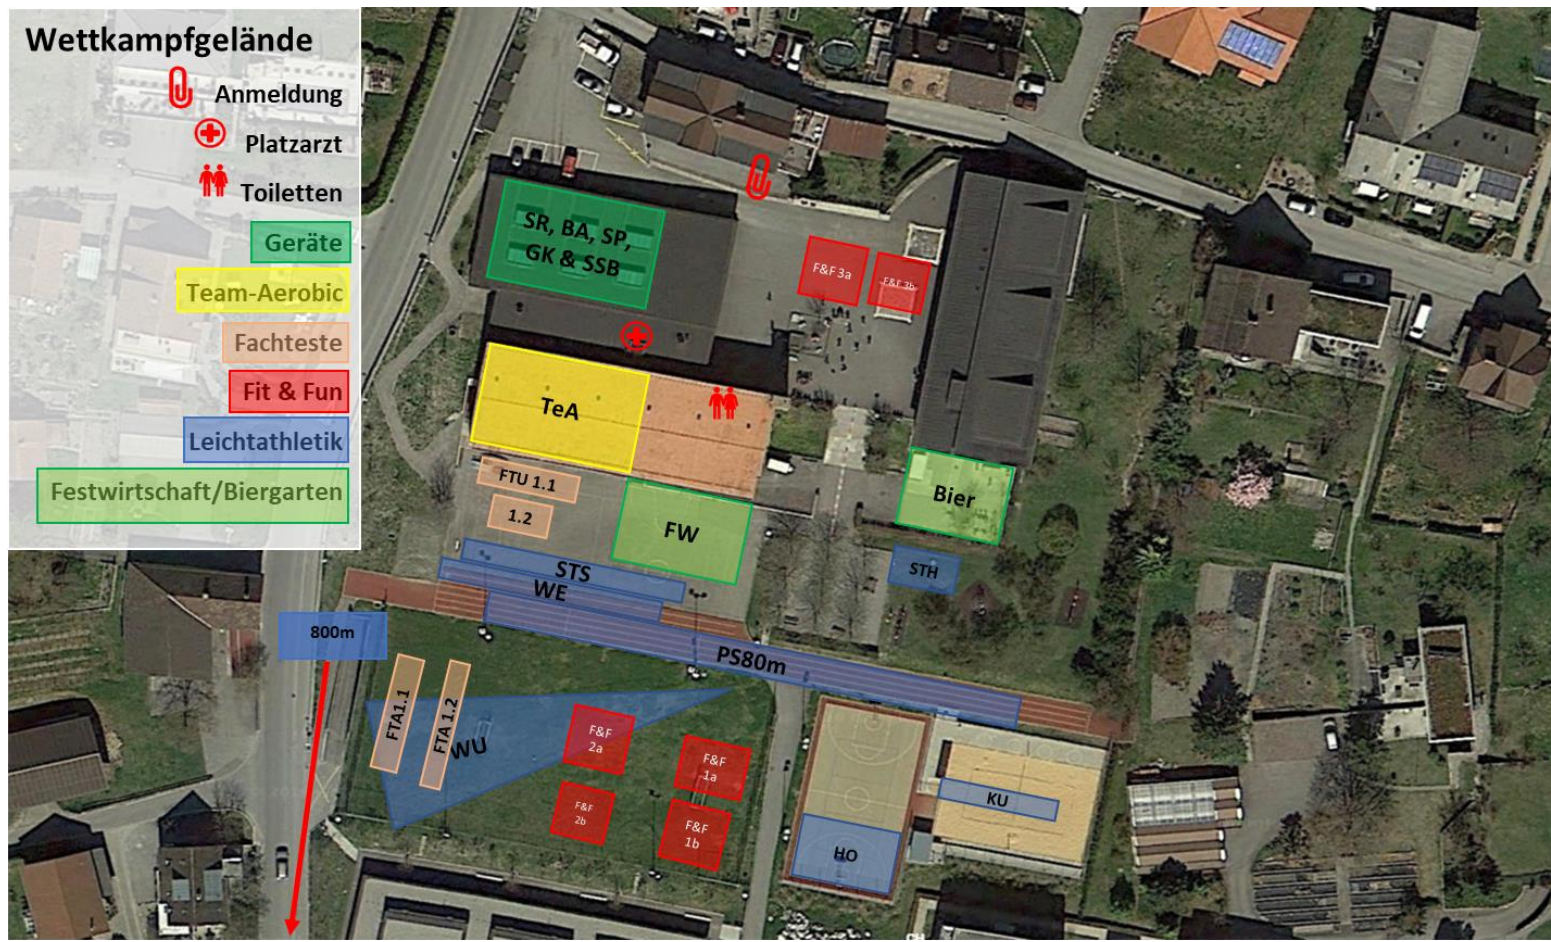 Wettkampfgelände
Anmeldung
Platzarzt
Toiletten
Geräte
Team-Aerobic
Fachteste
Fit & Fun
Leichtathletik
Festwirtschaft/Biergarten
SR, BA, SP,
GK & SSB
F&F 3a
F&F 3b
TeA
FTU 1.1
1.2
FW
Bier
STS
WE
STH
800m
PS80m
FTA1.1
FTA 1.2
WU
F&F
2a
F&F
1a
F&F
2b
F&F
1b
KU
HO